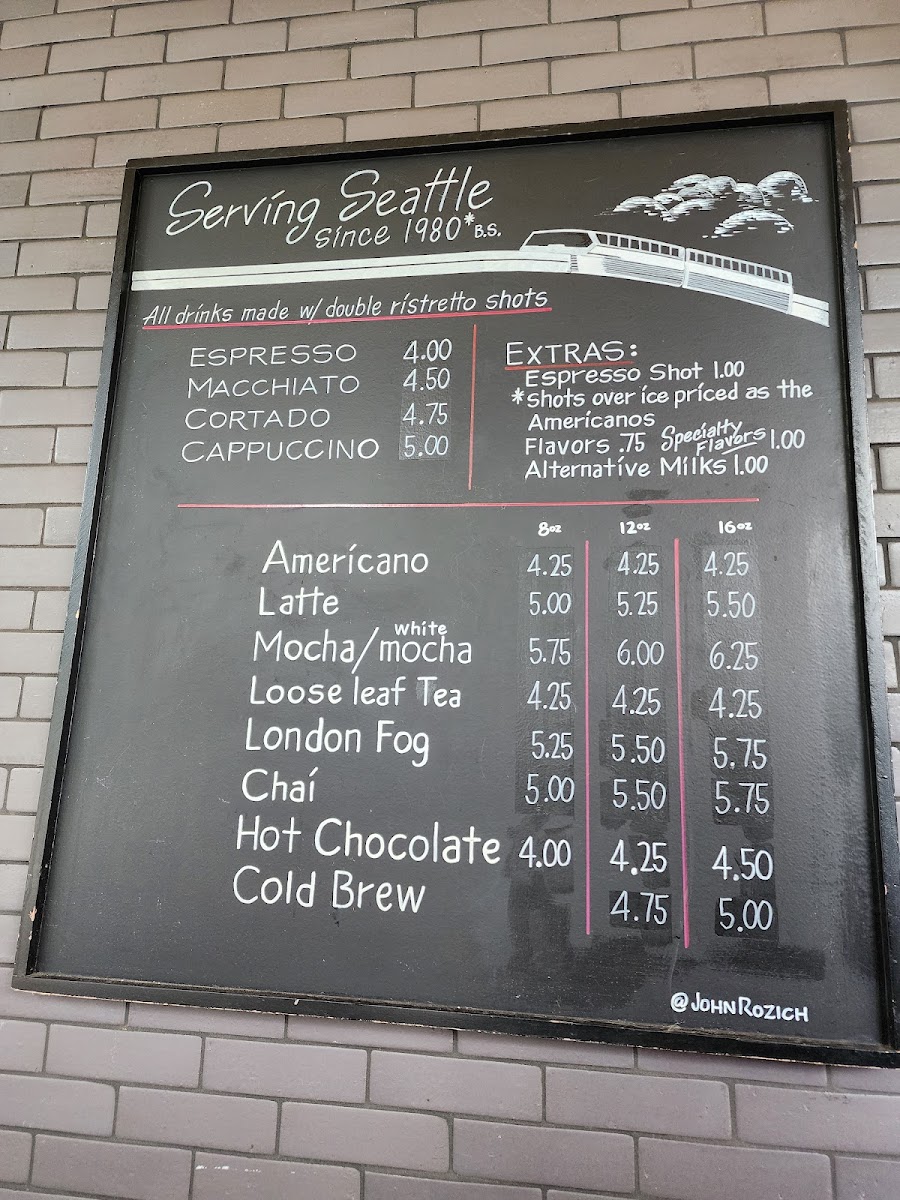 Serving Seattle
since 1980* B.S.
All drinks made w/ double ristretto shots
ESPRESSO 4.00
MACCHIATO 4.50
CORTADO 4.75
CAPPUCCINO 5.00
EXTRAS:
Espresso Shot 1.00
*shots over ice priced as the
Americanos
Flavors .75 Specialty Flavors 1.00
Alternative Milks 1.00
8oz 12oz 16oz
Americano 4.25 4.25 4.25
Latte 5.00 5.25 5.50
Mocha/white mocha 5.75 6.00 6.25
Loose leaf Tea 4.25 4.25 4.25
London Fog 5.25 5.50 5.75
Chai 5.00 5.50 5.75
Hot Chocolate 4.00 4.25 4.50
Cold Brew 4.75 5.00
@JOHNROZICH